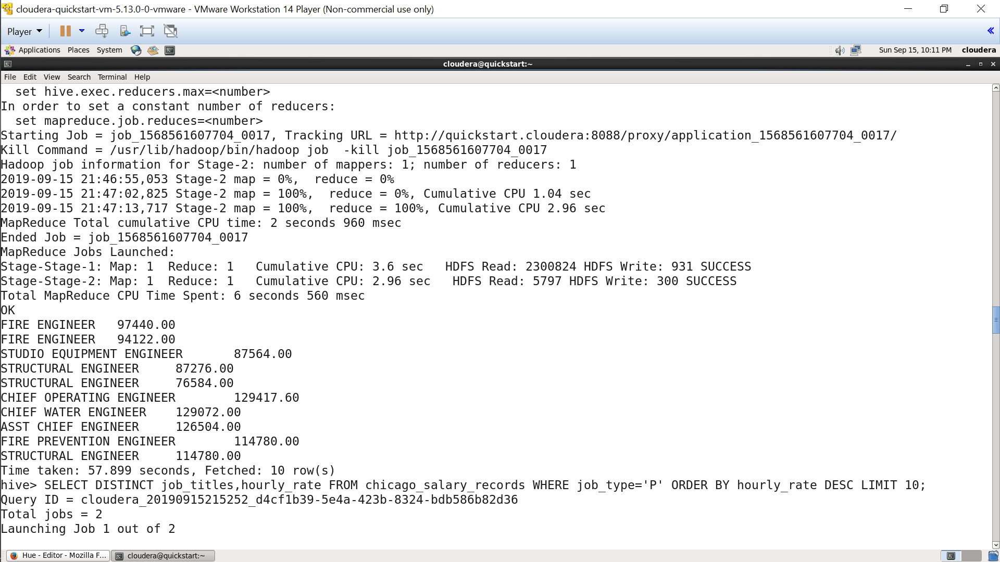 cloudera-quickstart-vm-5.13.0-0-vmware - VMware Workstation 14 Player (Non-commercial use only)
Player
Applications Places System Sun Sep 15, 10:11 PM cloudera
cloudera@quickstart:~
File Edit View Search Terminal Help
  set hive.exec.reducers.max=<number>
In order to set a constant number of reducers:
  set mapreduce.job.reduces=<number>
Starting Job = job_1568561607704_0017, Tracking URL = http://quickstart.cloudera:8088/proxy/application_1568561607704_0017/
Kill Command = /usr/lib/hadoop/bin/hadoop job  -kill job_1568561607704_0017
Hadoop job information for Stage-2: number of mappers: 1; number of reducers: 1
2019-09-15 21:46:55,053 Stage-2 map = 0%,  reduce = 0%
2019-09-15 21:47:02,825 Stage-2 map = 100%,  reduce = 0%, Cumulative CPU 1.04 sec
2019-09-15 21:47:13,717 Stage-2 map = 100%,  reduce = 100%, Cumulative CPU 2.96 sec
MapReduce Total cumulative CPU time: 2 seconds 960 msec
Ended Job = job_1568561607704_0017
MapReduce Jobs Launched:
Stage-Stage-1: Map: 1  Reduce: 1   Cumulative CPU: 3.6 sec   HDFS Read: 2300824 HDFS Write: 931 SUCCESS
Stage-Stage-2: Map: 1  Reduce: 1   Cumulative CPU: 2.96 sec   HDFS Read: 5797 HDFS Write: 300 SUCCESS
Total MapReduce CPU Time Spent: 6 seconds 560 msec
OK
FIRE ENGINEER   97440.00
FIRE ENGINEER   94122.00
STUDIO EQUIPMENT ENGINEER       87564.00
STRUCTURAL ENGINEER     87276.00
STRUCTURAL ENGINEER     76584.00
CHIEF OPERATING ENGINEER        129417.60
CHIEF WATER ENGINEER    129072.00
ASST CHIEF ENGINEER     126504.00
FIRE PREVENTION ENGINEER        114780.00
STRUCTURAL ENGINEER     114780.00
Time taken: 57.899 seconds, Fetched: 10 row(s)
hive> SELECT DISTINCT job_titles,hourly_rate FROM chicago_salary_records WHERE job_type='P' ORDER BY hourly_rate DESC LIMIT 10;
Query ID = cloudera_20190915215252_d4cf1b39-5e4a-423b-8324-bdb586b82d36
Total jobs = 2
Launching Job 1 out of 2
Hue - Editor - Mozilla F... cloudera@quickstart:~